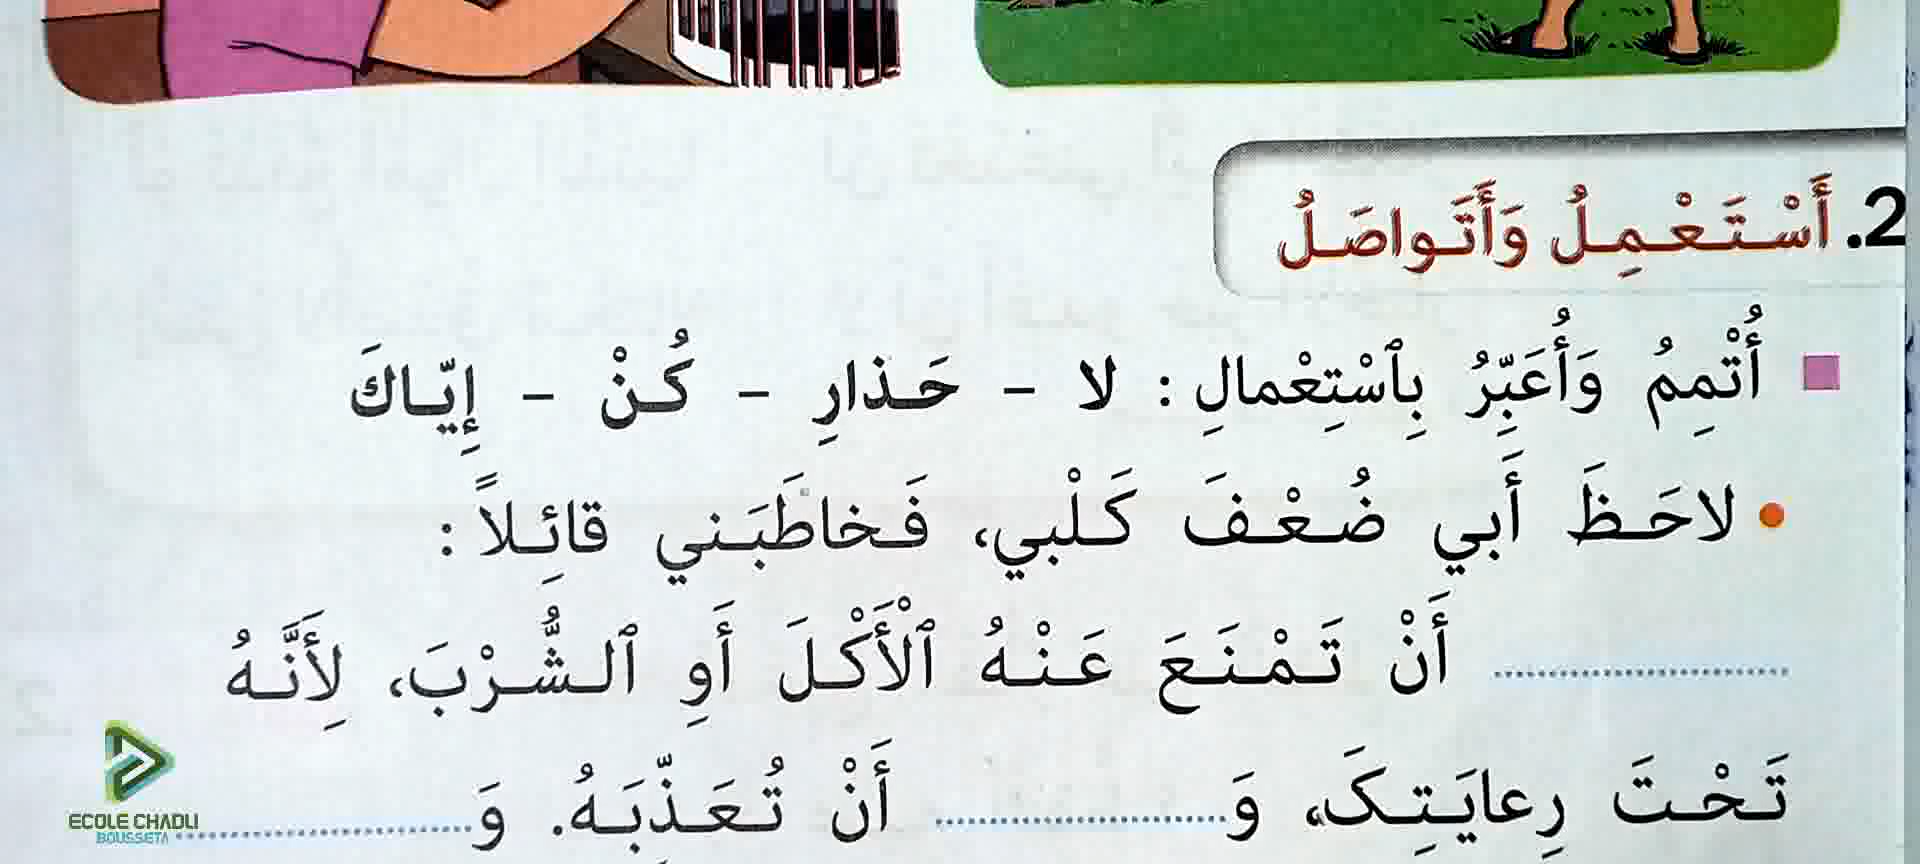 2. أَسْتَعْمِلُ وَأَتَواصَلُ
أُتْمِمُ وَأُعَبِّرُ بِٱسْتِعْمالِ : لا - حَذارِ - كُنْ - إِيّاكَ
• لاحَظَ أَبي ضُعْفَ كَلْبي، فَخاطَبَني قائِلاً :
.................... أَنْ تَمْنَعَ عَنْهُ ٱلْأَكْلَ أَوِ ٱلشُّرْبَ، لِأَنَّهُ
تَحْتَ رِعايَتِكَ، وَ.................... أَنْ تُعَذِّبَهُ. وَ....................
ECOLE CHADLI
BOUSSETA